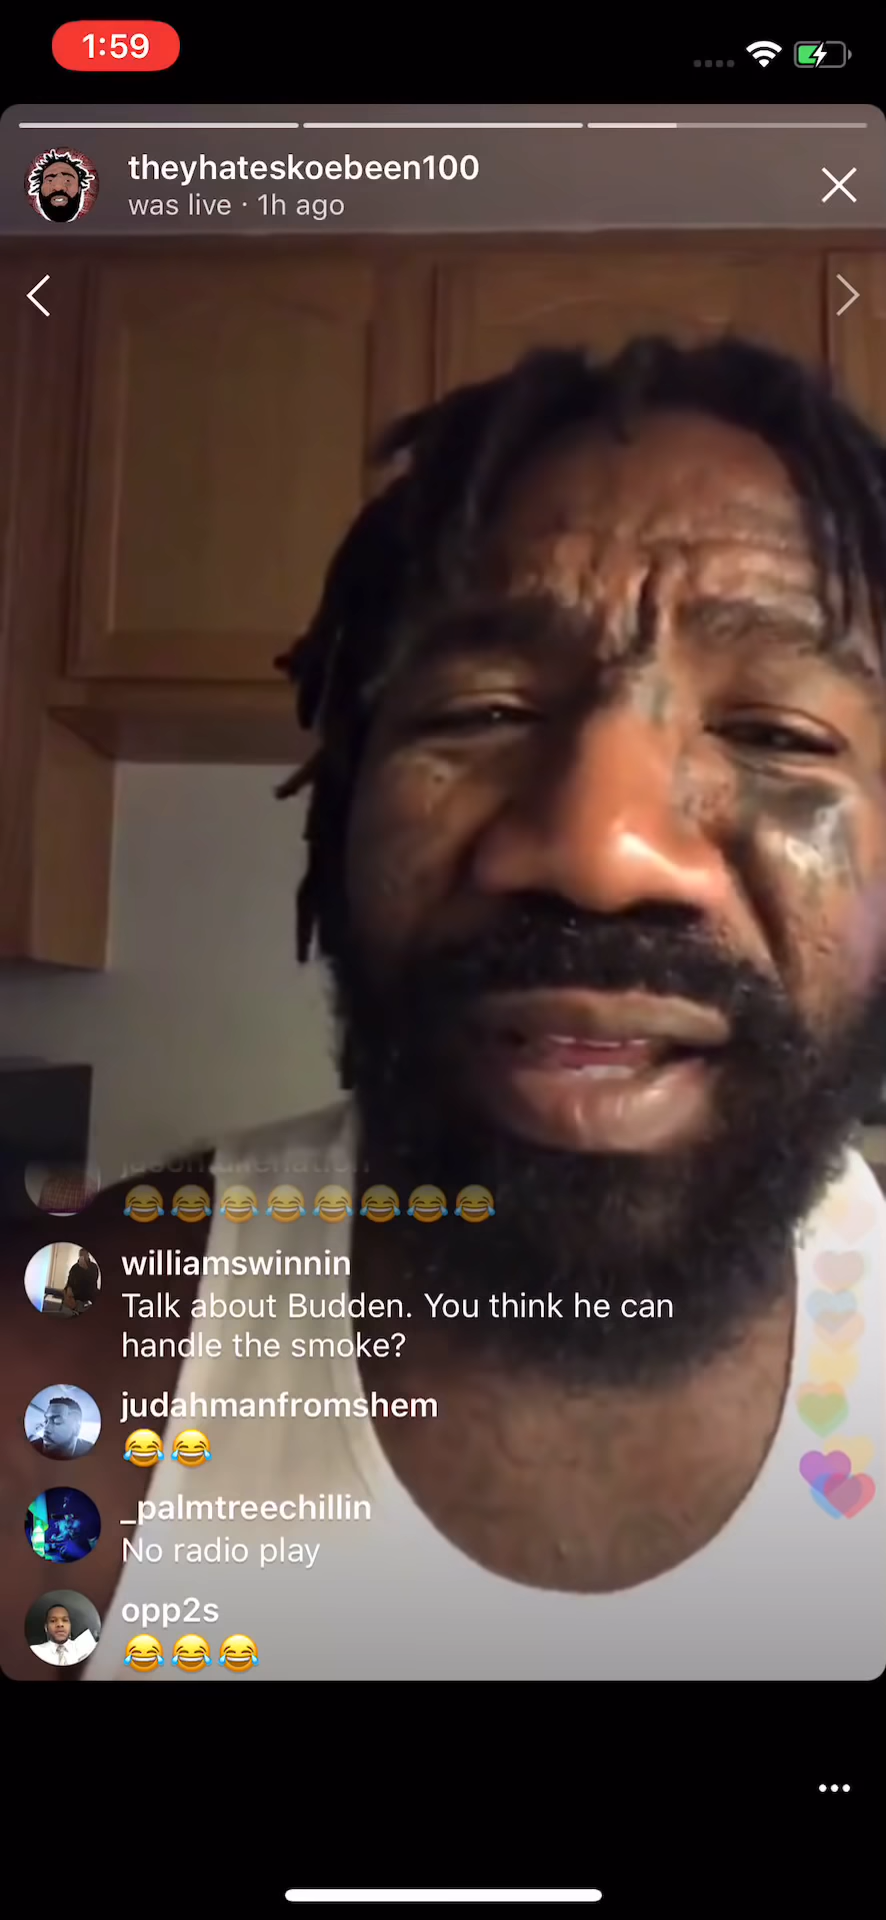 1:59
theyhateskoebeen100
was live · 1h ago
😂😂😂😂😂😂😂😂
williamswinnin
Talk about Budden. You think he can
handle the smoke?
judahmanfromshem
😂😂
_palmtreechillin
No radio play
opp2s
😂😂😂